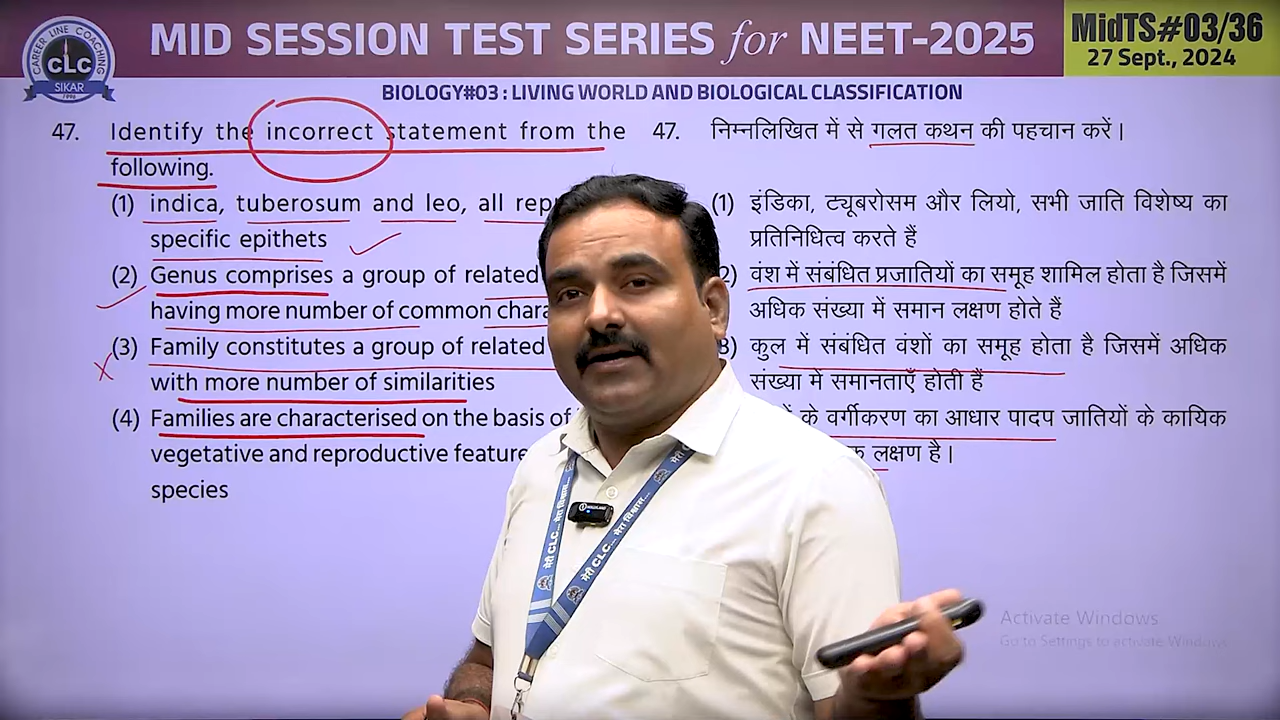 CAREER LINE COACHING
CLC
SIKAR
MID SESSION TEST SERIES for NEET-2025
MidTS#03/36
27 Sept., 2024
BIOLOGY#03 : LIVING WORLD AND BIOLOGICAL CLASSIFICATION
47. Identify the incorrect statement from the
following.
(1) indica, tuberosum and leo, all
specific epithets
(2) Genus comprises a group of related
having more number of common
(3) Family constitutes a group of related
with more number of similarities
(4) Families are characterised on the basis of
vegetative and reproductive
species
47. निम्नलिखित में से गलत कथन की पहचान करें।
(1) इंडिका, ट्यूबरोसम और लियो, सभी जाति विशेष्य का
प्रतिनिधित्व करते हैं
वंश में संबंधित प्रजातियों का समूह शामिल होता है जिसमें
अधिक संख्या में समान लक्षण होते हैं
कुल में संबंधित वंशों का समूह होता है जिसमें अधिक
संख्या में समानताएँ होती हैं
के वर्गीकरण का आधार पादप जातियों के कायिक
लक्षण है।
मेरी CLC... मेरा विश्वास...
मेरी CLC... मेरा विश्वास...
Activate Windows
Go to Settings to activate Windows.